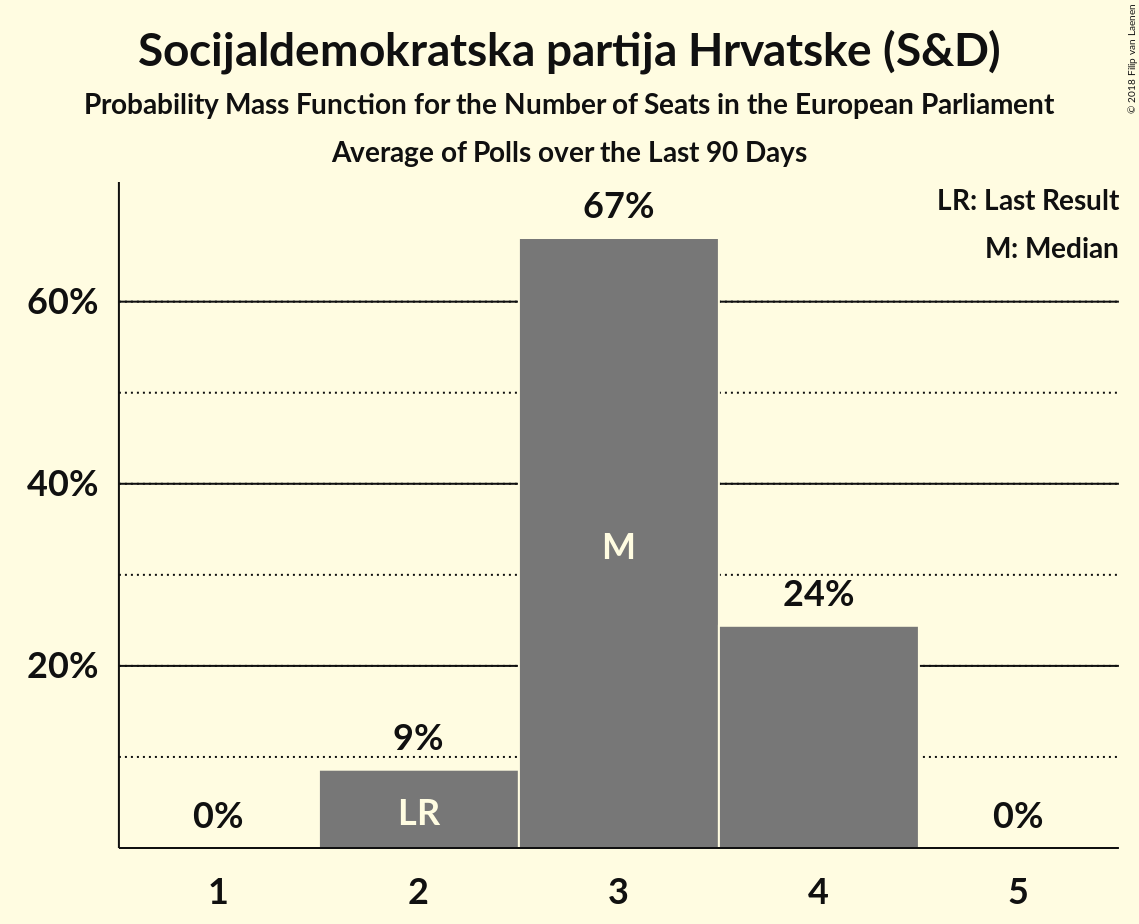 Socijaldemokratska partija Hrvatske (S&D)
Probability Mass Function for the Number of Seats in the European Parliament
Average of Polls over the Last 90 Days
© 2018 Filip van Laenen
LR: Last Result
M: Median
67%
60%
40%
M
24%
20%
9%
LR
0%
0%
1 2 3 4 5